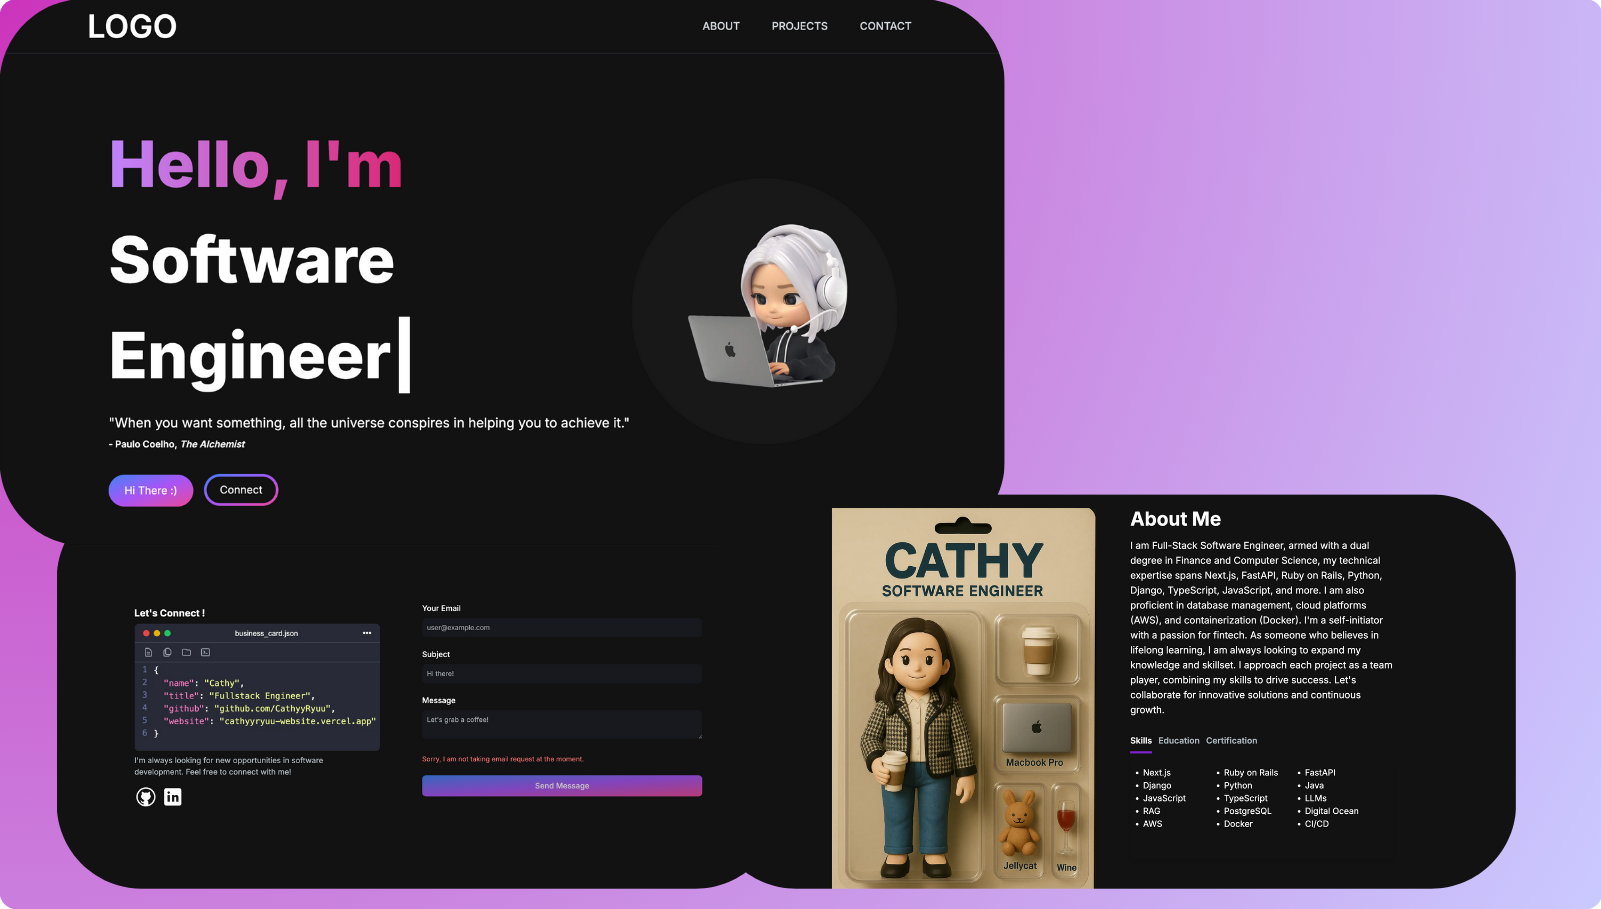 LOGO
ABOUT PROJECTS CONTACT
Hello, I'm
Software
Engineer
"When you want something, all the universe conspires in helping you to achieve it."
- Paulo Coelho, The Alchemist
Hi There :) Connect
Let's Connect !
business_card.json
1 {
2 "name": "Cathy",
3 "title": "Fullstack Engineer",
4 "github": "github.com/CathyyRyuu",
5 "website": "cathyyryuu-website.vercel.app"
6 }
I'm always looking for new opportunities in software
development. Feel free to connect with me!
in
Your Email
user@example.com
Subject
Hi there!
Message
Let's grab a coffee!
Sorry, I am not taking email request at the moment.
Send Message
CATHY
SOFTWARE ENGINEER
Macbook Pro
Jellycat
Wine
About Me
I am Full-Stack Software Engineer, armed with a dual
degree in Finance and Computer Science, my technical
expertise spans Next.js, FastAPI, Ruby on Rails, Python,
Django, TypeScript, JavaScript, and more. I am also
proficient in database management, cloud platforms
(AWS), and containerization (Docker). I'm a self-initiator
with a passion for fintech. As someone who believes in
lifelong learning, I am always looking to expand my
knowledge and skillset. I approach each project as a team
player, combining my skills to drive success. Let's
collaborate for innovative solutions and continuous
growth.
Skills Education Certification
• Next.js • Ruby on Rails • FastAPI
• Django • Python • Java
• JavaScript • TypeScript • LLMs
• RAG • PostgreSQL • Digital Ocean
• AWS • Docker • CI/CD